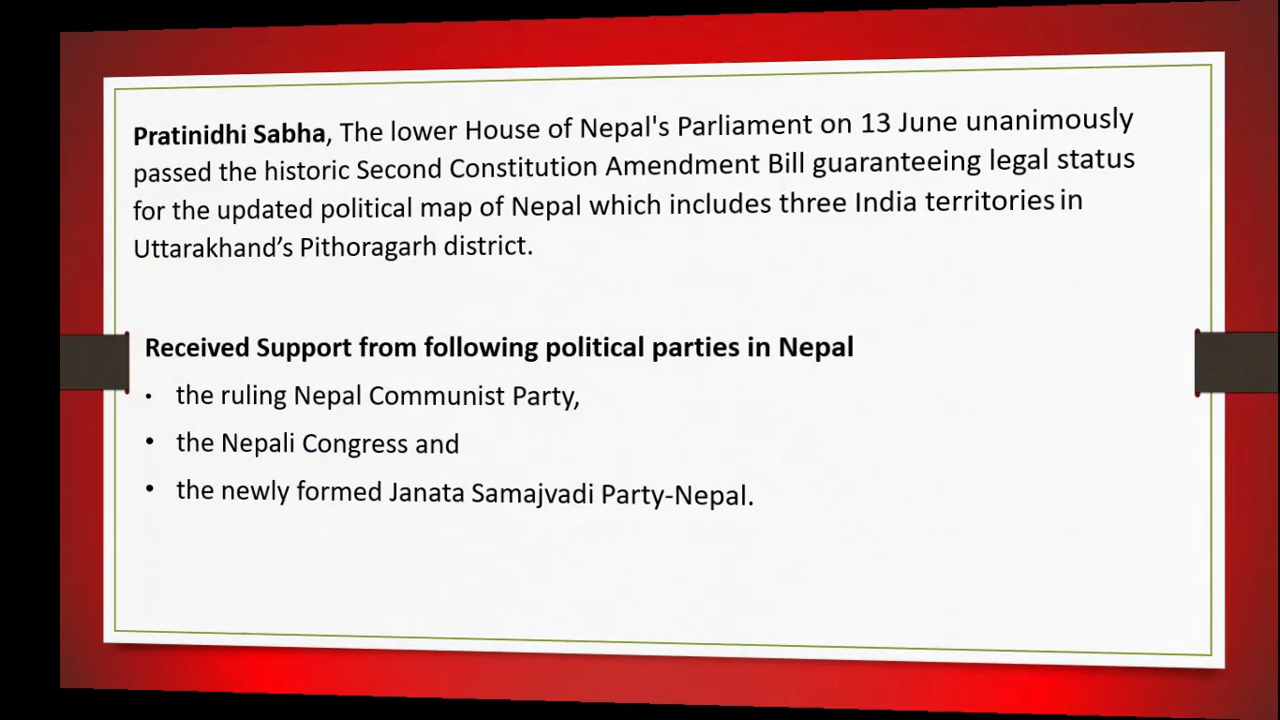 Pratinidhi Sabha, The lower House of Nepal's Parliament on 13 June unanimously
passed the historic Second Constitution Amendment Bill guaranteeing legal status
for the updated political map of Nepal which includes three India territories in
Uttarakhand’s Pithoragarh district.
Received Support from following political parties in Nepal
• the ruling Nepal Communist Party,
• the Nepali Congress and
• the newly formed Janata Samajvadi Party-Nepal.